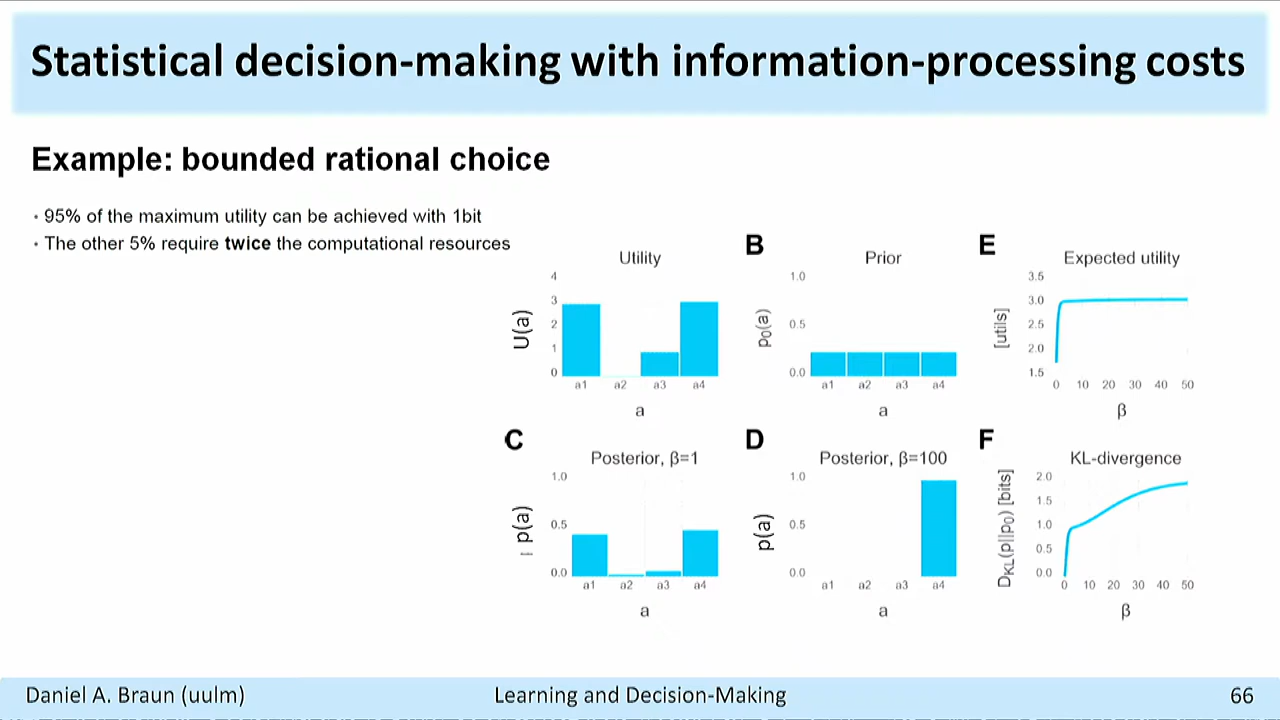 Statistical decision-making with information-processing costs
Example: bounded rational choice
• 95% of the maximum utility can be achieved with 1bit
• The other 5% require twice the computational resources
Utility
U(a)
4
3
2
1
0
a1 a2 a3 a4
a
B
Prior
p0(a)
1.0
0.5
0.0
a1 a2 a3 a4
a
E
Expected utility
[utils]
3.5
3.0
2.5
2.0
1.5
0 10 20 30 40 50
β
C
Posterior, β=1
p(a)
1.0
0.5
0.0
a1 a2 a3 a4
a
D
Posterior, β=100
p(a)
1.0
0.5
0.0
a1 a2 a3 a4
a
F
KL-divergence
DKL(p||p0) [bits]
2.0
1.5
1.0
0.5
0.0
0 10 20 30 40 50
β
Daniel A. Braun (uulm)
Learning and Decision-Making
66